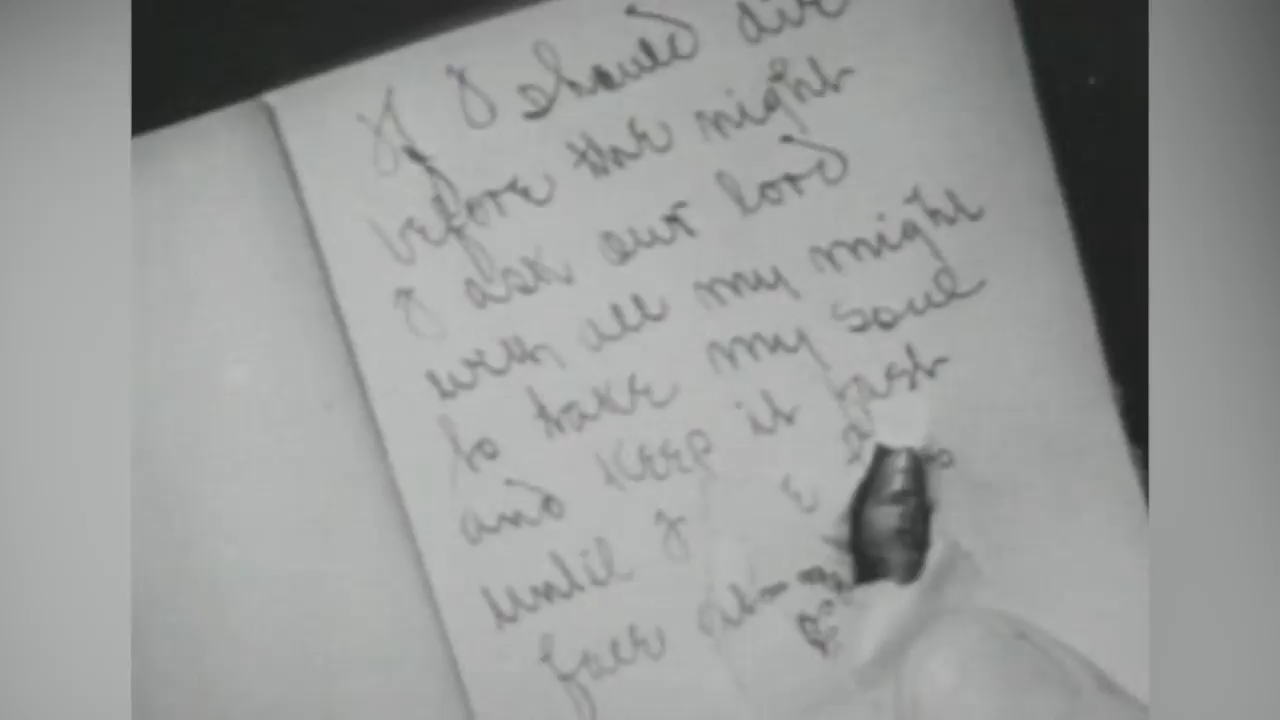 If I should die
before the night
I ask our lord
with all my might
to take my soul
and keep it fast
until I
face